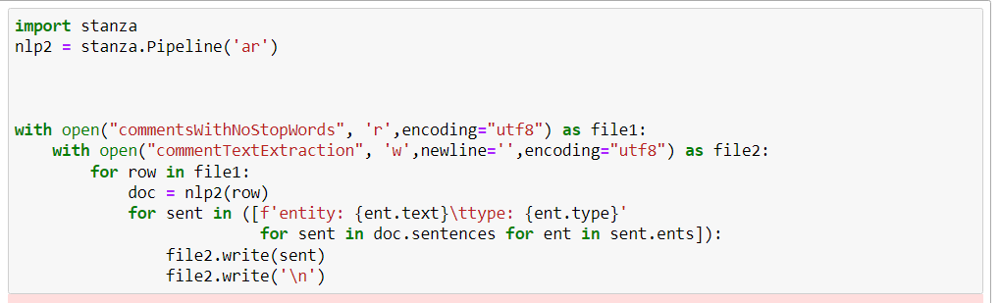 import stanza
nlp2 = stanza.Pipeline('ar')
with open("commentsWithNoStopWords", 'r',encoding="utf8") as file1:
    with open("commentTextExtraction", 'w',newline='',encoding="utf8") as file2:
        for row in file1:
            doc = nlp2(row)
            for sent in ([f'entity: {ent.text}\ttype: {ent.type}'
                          for sent in doc.sentences for ent in sent.ents]):
                file2.write(sent)
                file2.write('\n')